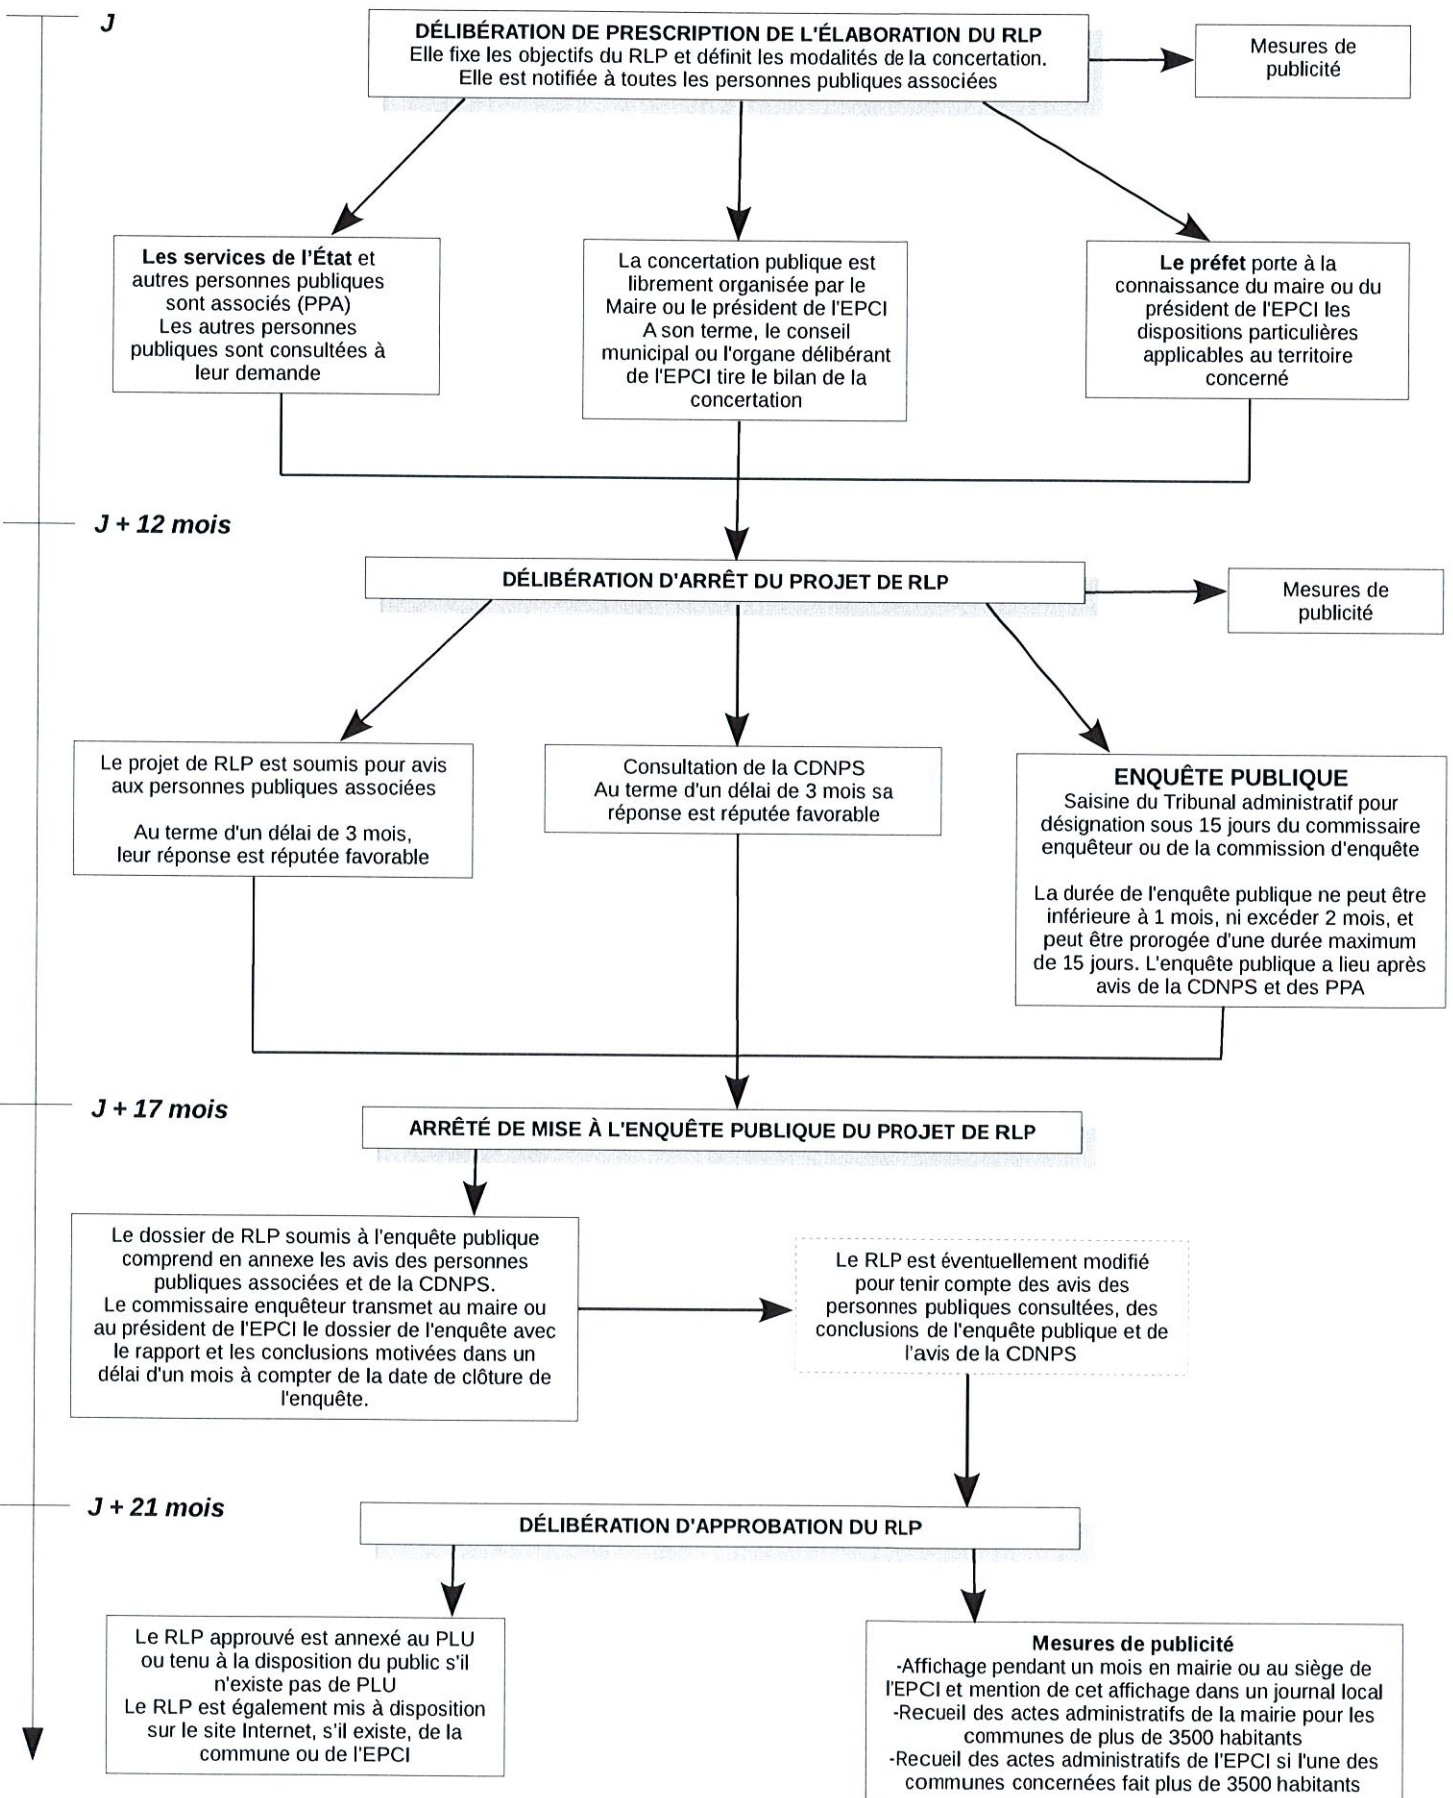 J
DÉLIBÉRATION DE PRESCRIPTION DE L'ÉLABORATION DU RLP
Elle fixe les objectifs du RLP et définit les modalités de la concertation.
Elle est notifiée à toutes les personnes publiques associées
Mesures de
publicité
Les services de l'État et
autres personnes publiques
sont associés (PPA)
Les autres personnes
publiques sont consultées à
leur demande
La concertation publique est
librement organisée par le
Maire ou le président de l'EPCI
A son terme, le conseil
municipal ou l'organe délibérant
de l'EPCI tire le bilan de la
concertation
Le préfet porte à la
connaissance du maire ou du
président de l'EPCI les
dispositions particulières
applicables au territoire
concerné
J + 12 mois
DÉLIBÉRATION D'ARRÊT DU PROJET DE RLP
Mesures de
publicité
Le projet de RLP est soumis pour avis
aux personnes publiques associées
Au terme d'un délai de 3 mois,
leur réponse est réputée favorable
Consultation de la CDNPS
Au terme d'un délai de 3 mois sa
réponse est réputée favorable
ENQUÊTE PUBLIQUE
Saisine du Tribunal administratif pour
désignation sous 15 jours du commissaire
enquêteur ou de la commission d'enquête
La durée de l'enquête publique ne peut être
inférieure à 1 mois, ni excéder 2 mois, et
peut être prorogée d'une durée maximum
de 15 jours. L'enquête publique a lieu après
avis de la CDNPS et des PPA
J + 17 mois
ARRÊTÉ DE MISE À L'ENQUÊTE PUBLIQUE DU PROJET DE RLP
Le dossier de RLP soumis à l'enquête publique
comprend en annexe les avis des personnes
publiques associées et de la CDNPS.
Le commissaire enquêteur transmet au maire ou
au président de l'EPCI le dossier de l'enquête avec
le rapport et les conclusions motivées dans un
délai d'un mois à compter de la date de clôture de
l'enquête.
Le RLP est éventuellement modifié
pour tenir compte des avis des
personnes publiques consultées, des
conclusions de l'enquête publique et de
l'avis de la CDNPS
J + 21 mois
DÉLIBÉRATION D'APPROBATION DU RLP
Le RLP approuvé est annexé au PLU
ou tenu à la disposition du public s'il
n'existe pas de PLU
Le RLP est également mis à disposition
sur le site Internet, s'il existe, de la
commune ou de l'EPCI
Mesures de publicité
-Affichage pendant un mois en mairie ou au siège de
l'EPCI et mention de cet affichage dans un journal local
-Recueil des actes administratifs de la mairie pour les
communes de plus de 3500 habitants
-Recueil des actes administratifs de l'EPCI si l'une des
communes concernées fait plus de 3500 habitants